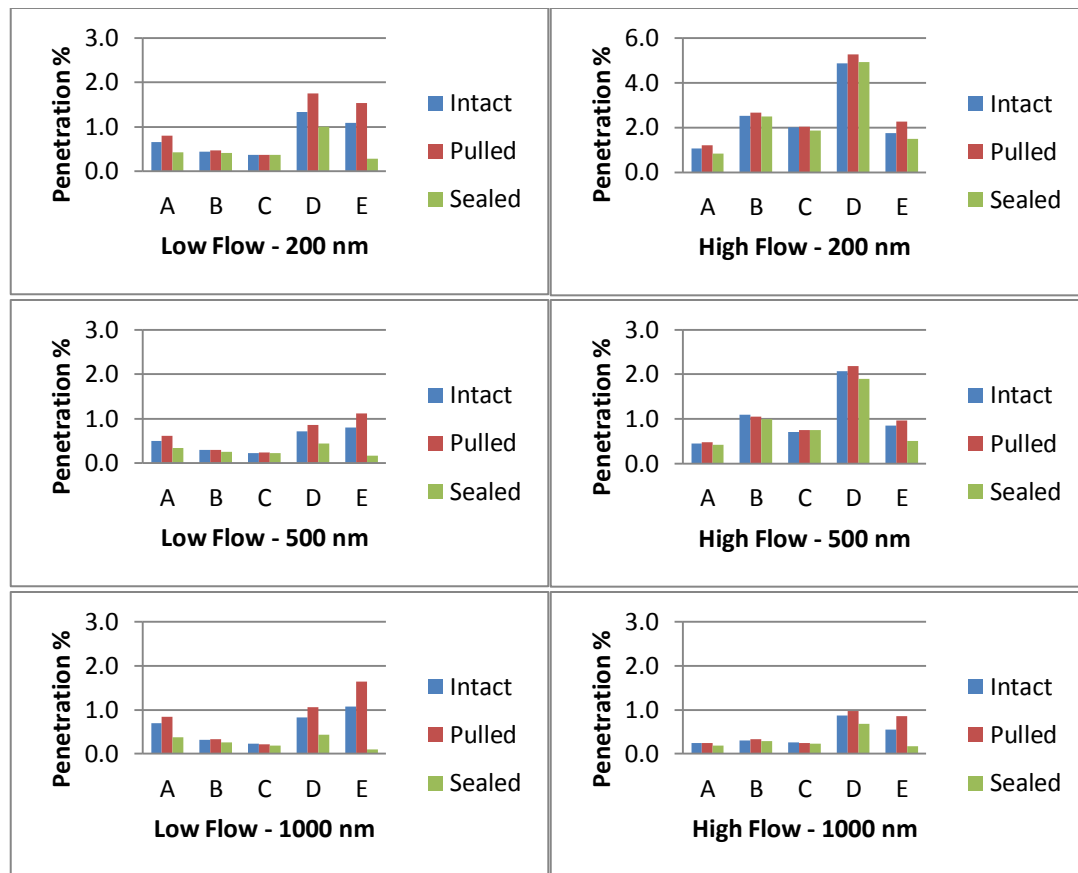 Penetration %
3.0
2.0
1.0
0.0
A B C D E
Low Flow - 200 nm
Intact
Pulled
Sealed
Penetration %
6.0
4.0
2.0
0.0
A B C D E
High Flow - 200 nm
Intact
Pulled
Sealed
Penetration %
3.0
2.0
1.0
0.0
A B C D E
Low Flow - 500 nm
Intact
Pulled
Sealed
Penetration %
3.0
2.0
1.0
0.0
A B C D E
High Flow - 500 nm
Intact
Pulled
Sealed
Penetration %
3.0
2.0
1.0
0.0
A B C D E
Low Flow - 1000 nm
Intact
Pulled
Sealed
Penetration %
3.0
2.0
1.0
0.0
A B C D E
High Flow - 1000 nm
Intact
Pulled
Sealed